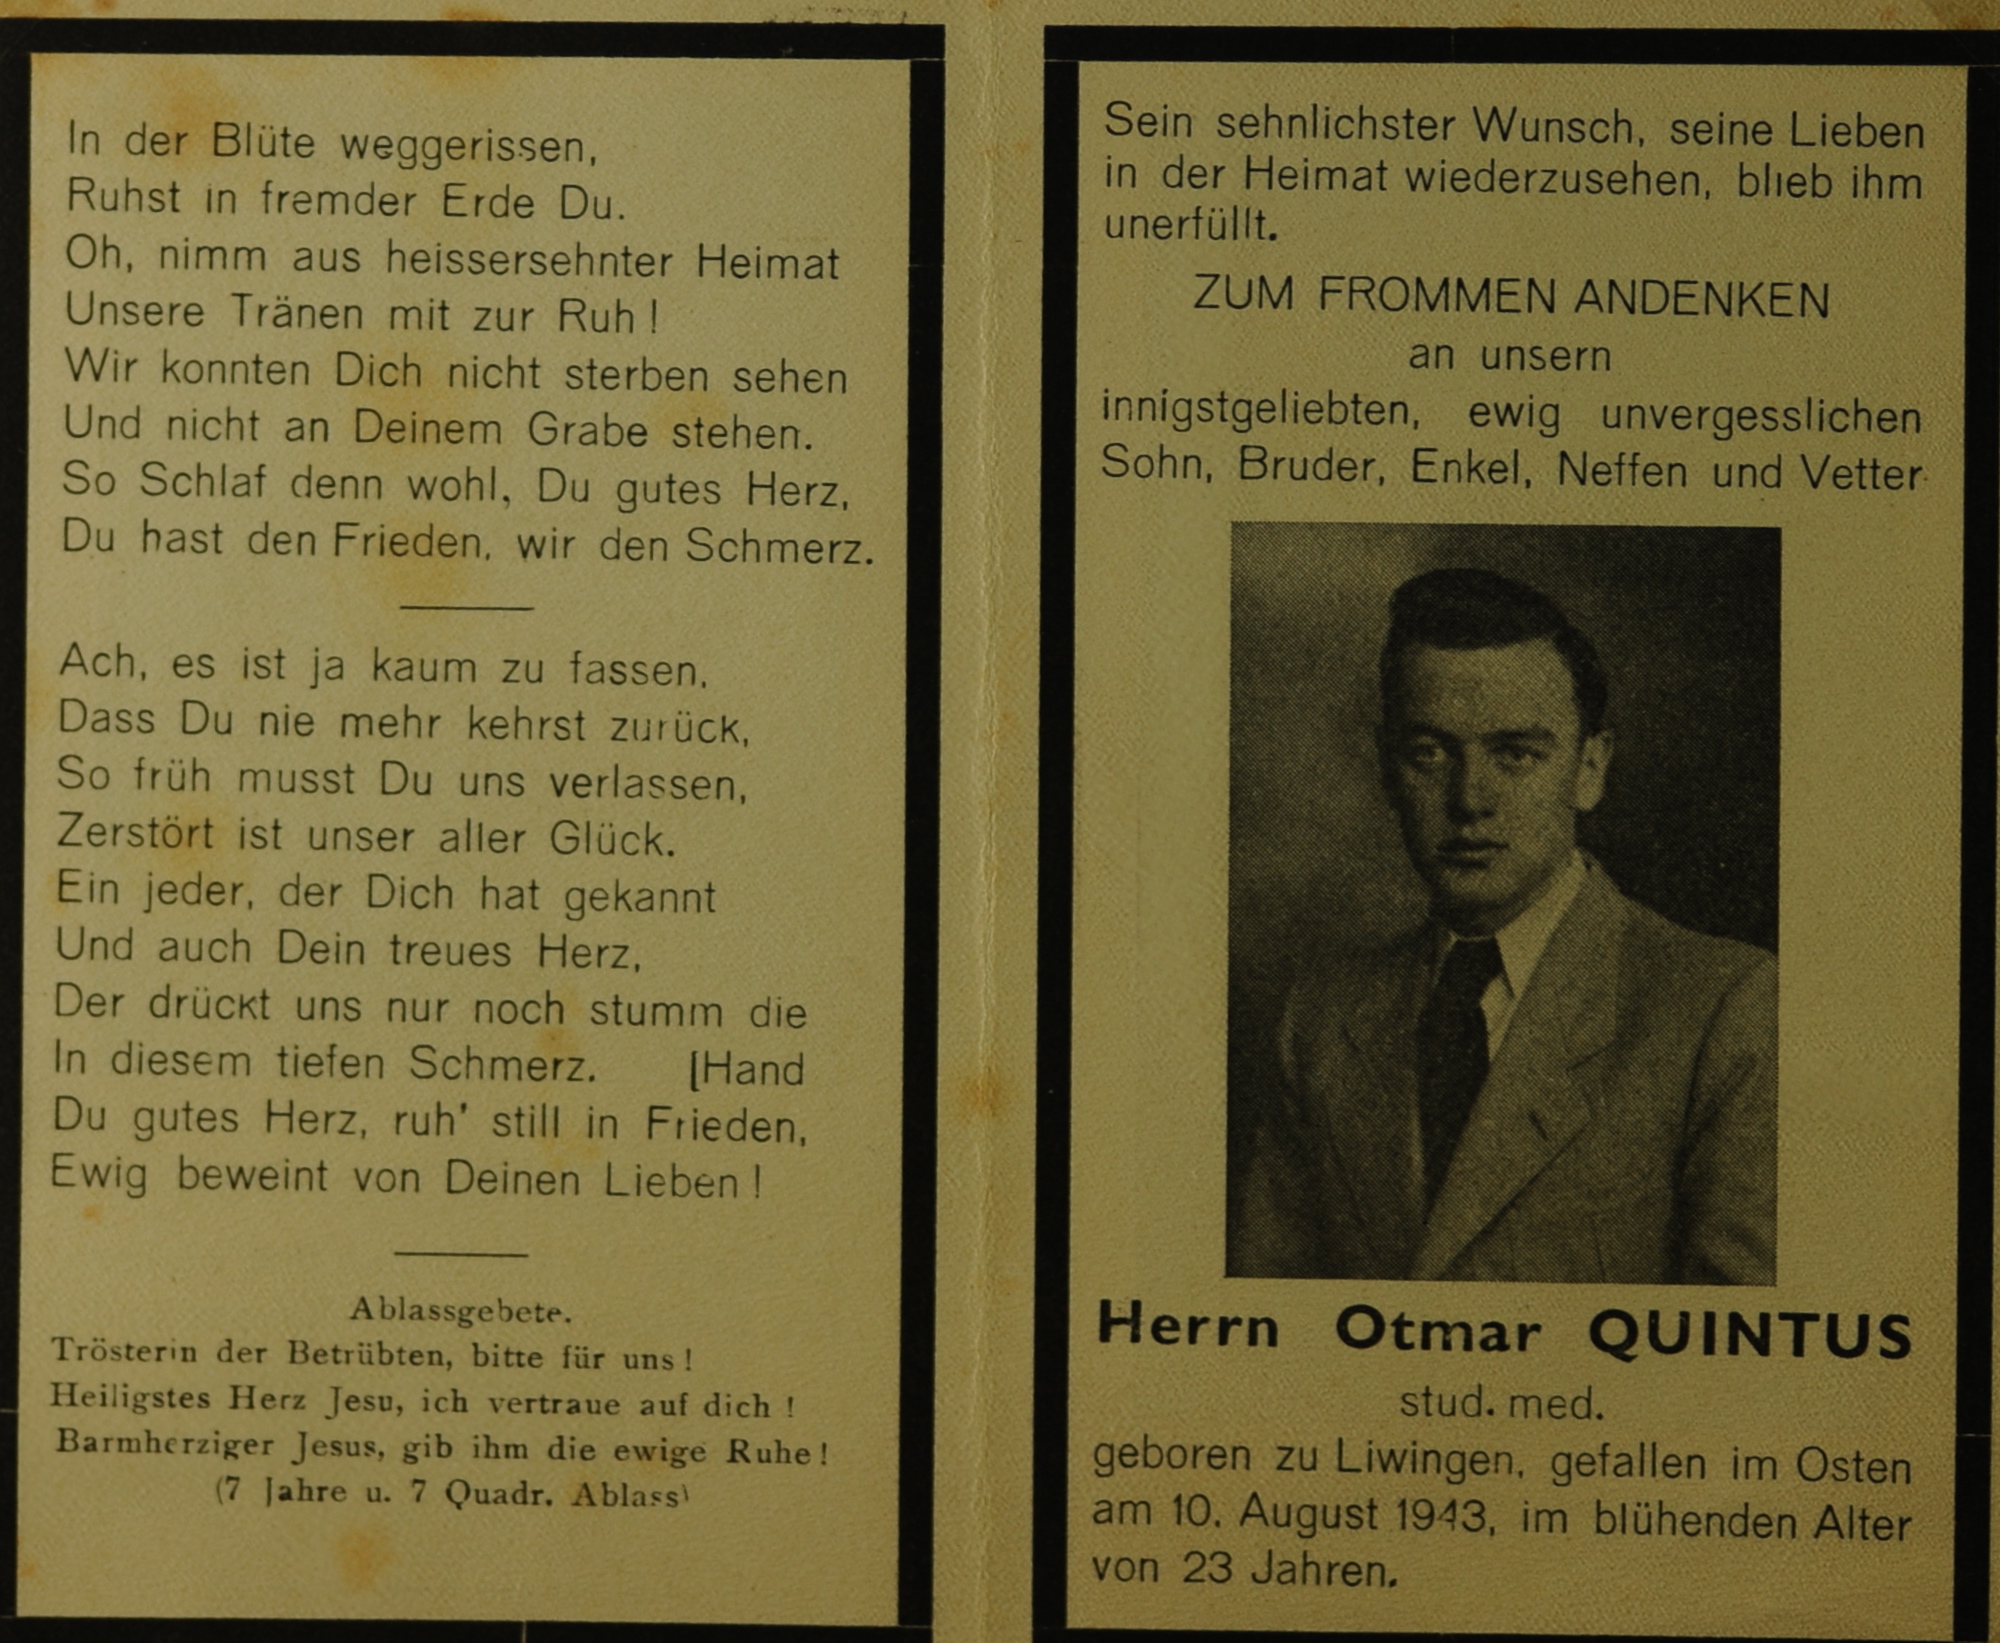 In der Blüte weggerissen,
Ruhst in fremder Erde Du.
Oh, nimm aus heissersehnter Heimat
Unsere Tränen mit zur Ruh !
Wir konnten Dich nicht sterben sehen
Und nicht an Deinem Grabe stehen.
So Schlaf denn wohl, Du gutes Herz,
Du hast den Frieden, wir den Schmerz.
Ach, es ist ja kaum zu fassen,
Dass Du nie mehr kehrst zurück,
So früh musst Du uns verlassen,
Zerstört ist unser aller Glück.
Ein jeder, der Dich hat gekannt
Und auch Dein treues Herz,
Der drückt uns nur noch stumm die
In diesem tiefen Schmerz. [Hand
Du gutes Herz, ruh' still in Frieden,
Ewig beweint von Deinen Lieben !
Ablassgebete.
Trösterin der Betrübten, bitte für uns !
Heiligstes Herz Jesu, ich vertraue auf dich !
Barmherziger Jesus, gib ihm die ewige Ruhe !
(7 Jahre u. 7 Quadr. Ablass)
Sein sehnlichster Wunsch, seine Lieben
in der Heimat wiederzusehen, blieb ihm
unerfüllt.
ZUM FROMMEN ANDENKEN
an unsern
innigstgeliebten, ewig unvergesslichen
Sohn, Bruder, Enkel, Neffen und Vetter
Herrn Otmar QUINTUS
stud. med.
geboren zu Liwingen, gefallen im Osten
am 10. August 1943, im blühenden Alter
von 23 Jahren.